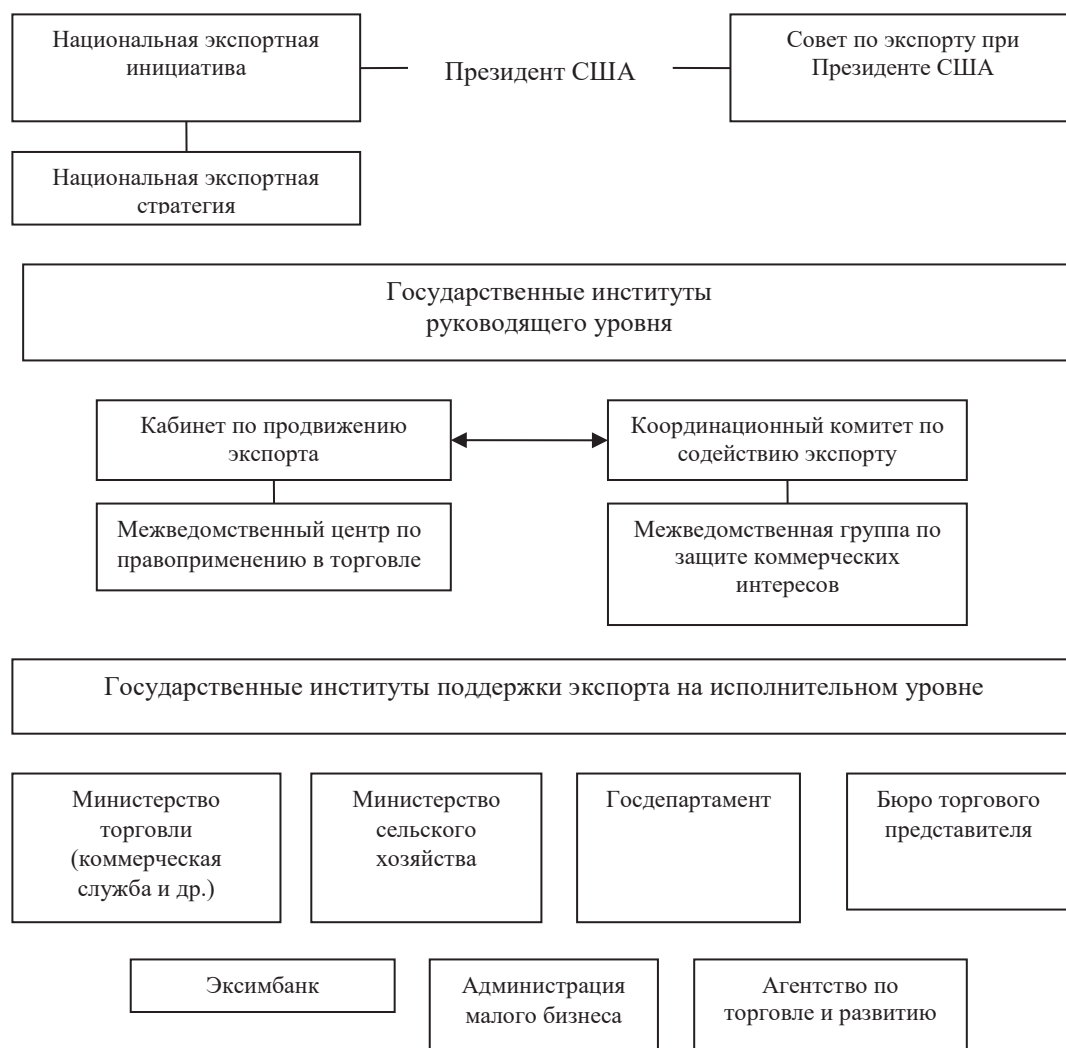 Национальная экспортная
инициатива
Президент США
Совет по экспорту при
Президенте США
Национальная экспортная
стратегия
Государственные институты
руководящего уровня
Кабинет по продвижению
экспорта
Координационный комитет по
содействию экспорту
Межведомственный центр по
правоприменению в торговле
Межведомственная группа по
защите коммерческих
интересов
Государственные институты поддержки экспорта на исполнительном уровне
Министерство
торговли
(коммерческая
служба и др.)
Министерство
сельского
хозяйства
Госдепартамент
Бюро торгового
представителя
Эксимбанк
Администрация
малого бизнеса
Агентство по
торговле и развитию